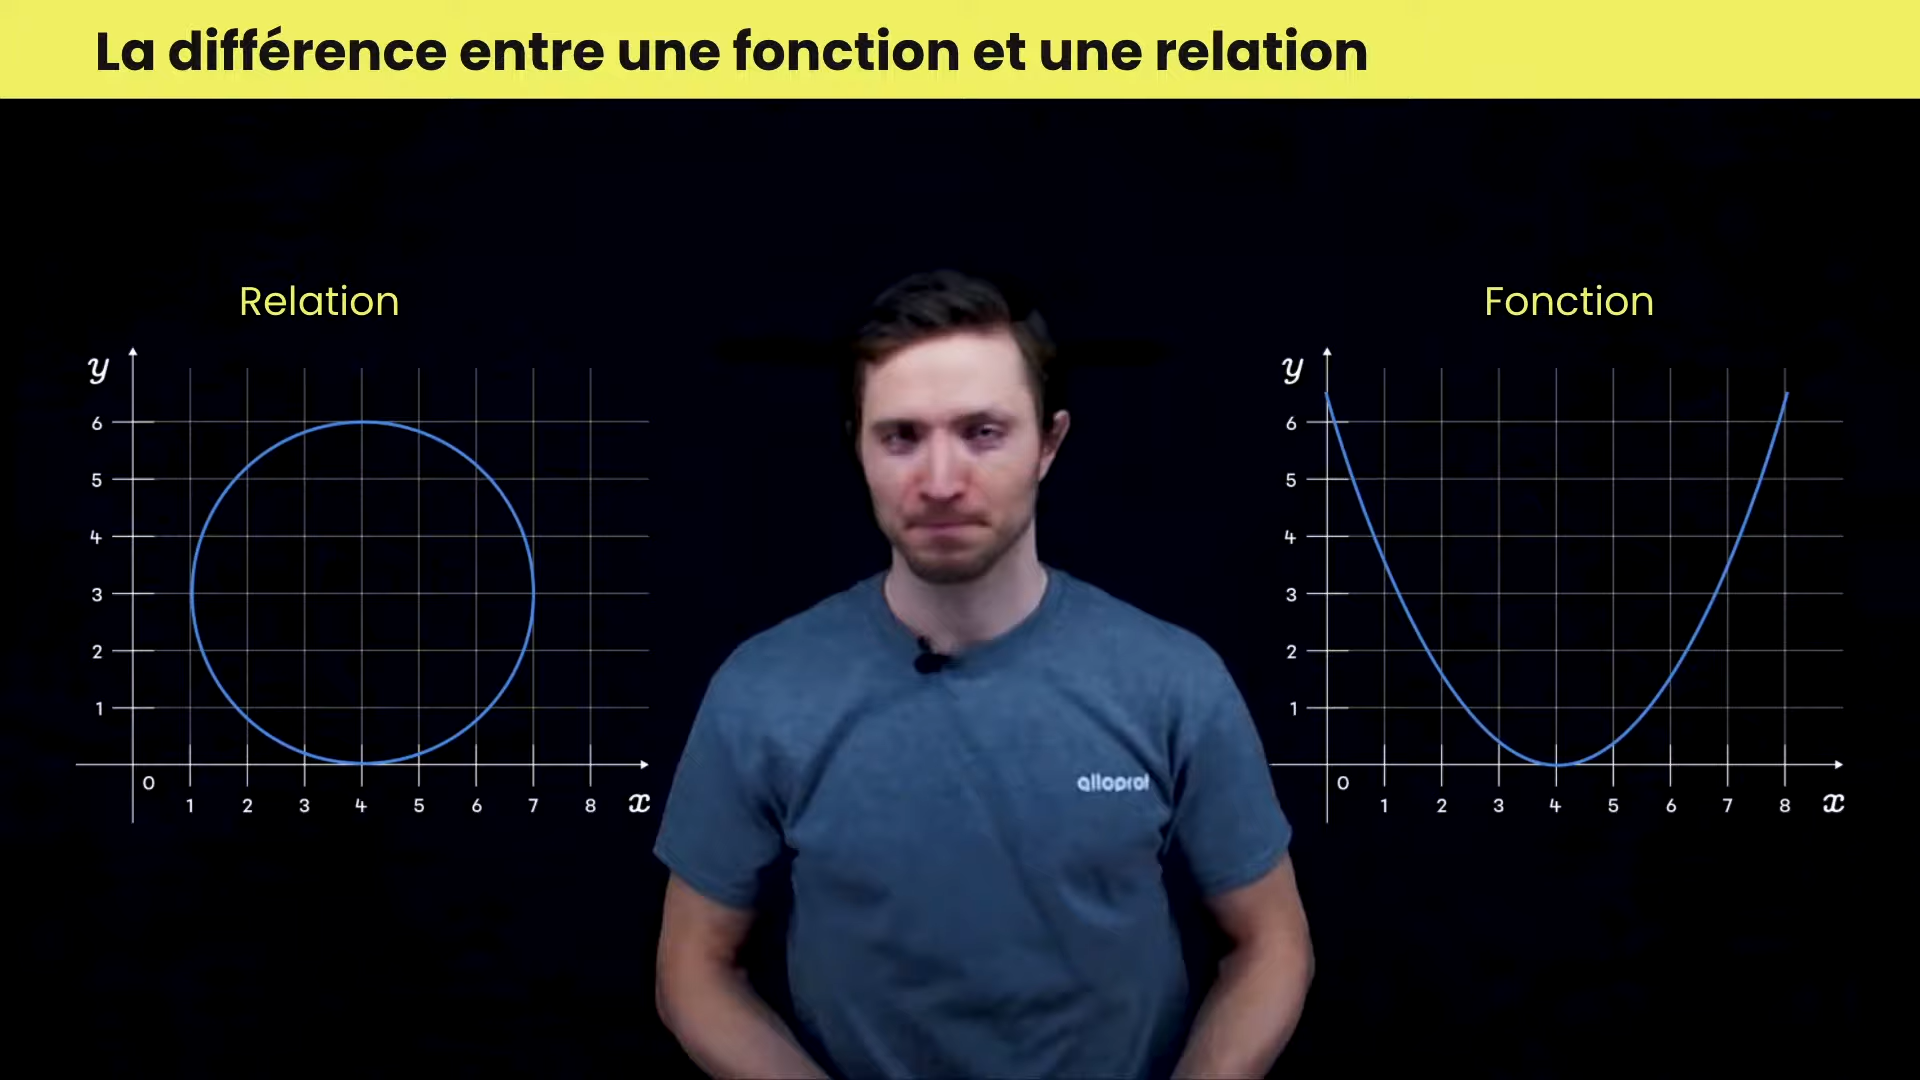 La différence entre une fonction et une relation
Relation
y
6
5
4
3
2
1
0
1 2 3 4 5 6 7 8 x
Fonction
y
6
5
4
3
2
1
0
1 2 3 4 5 6 7 8 x
alloprof